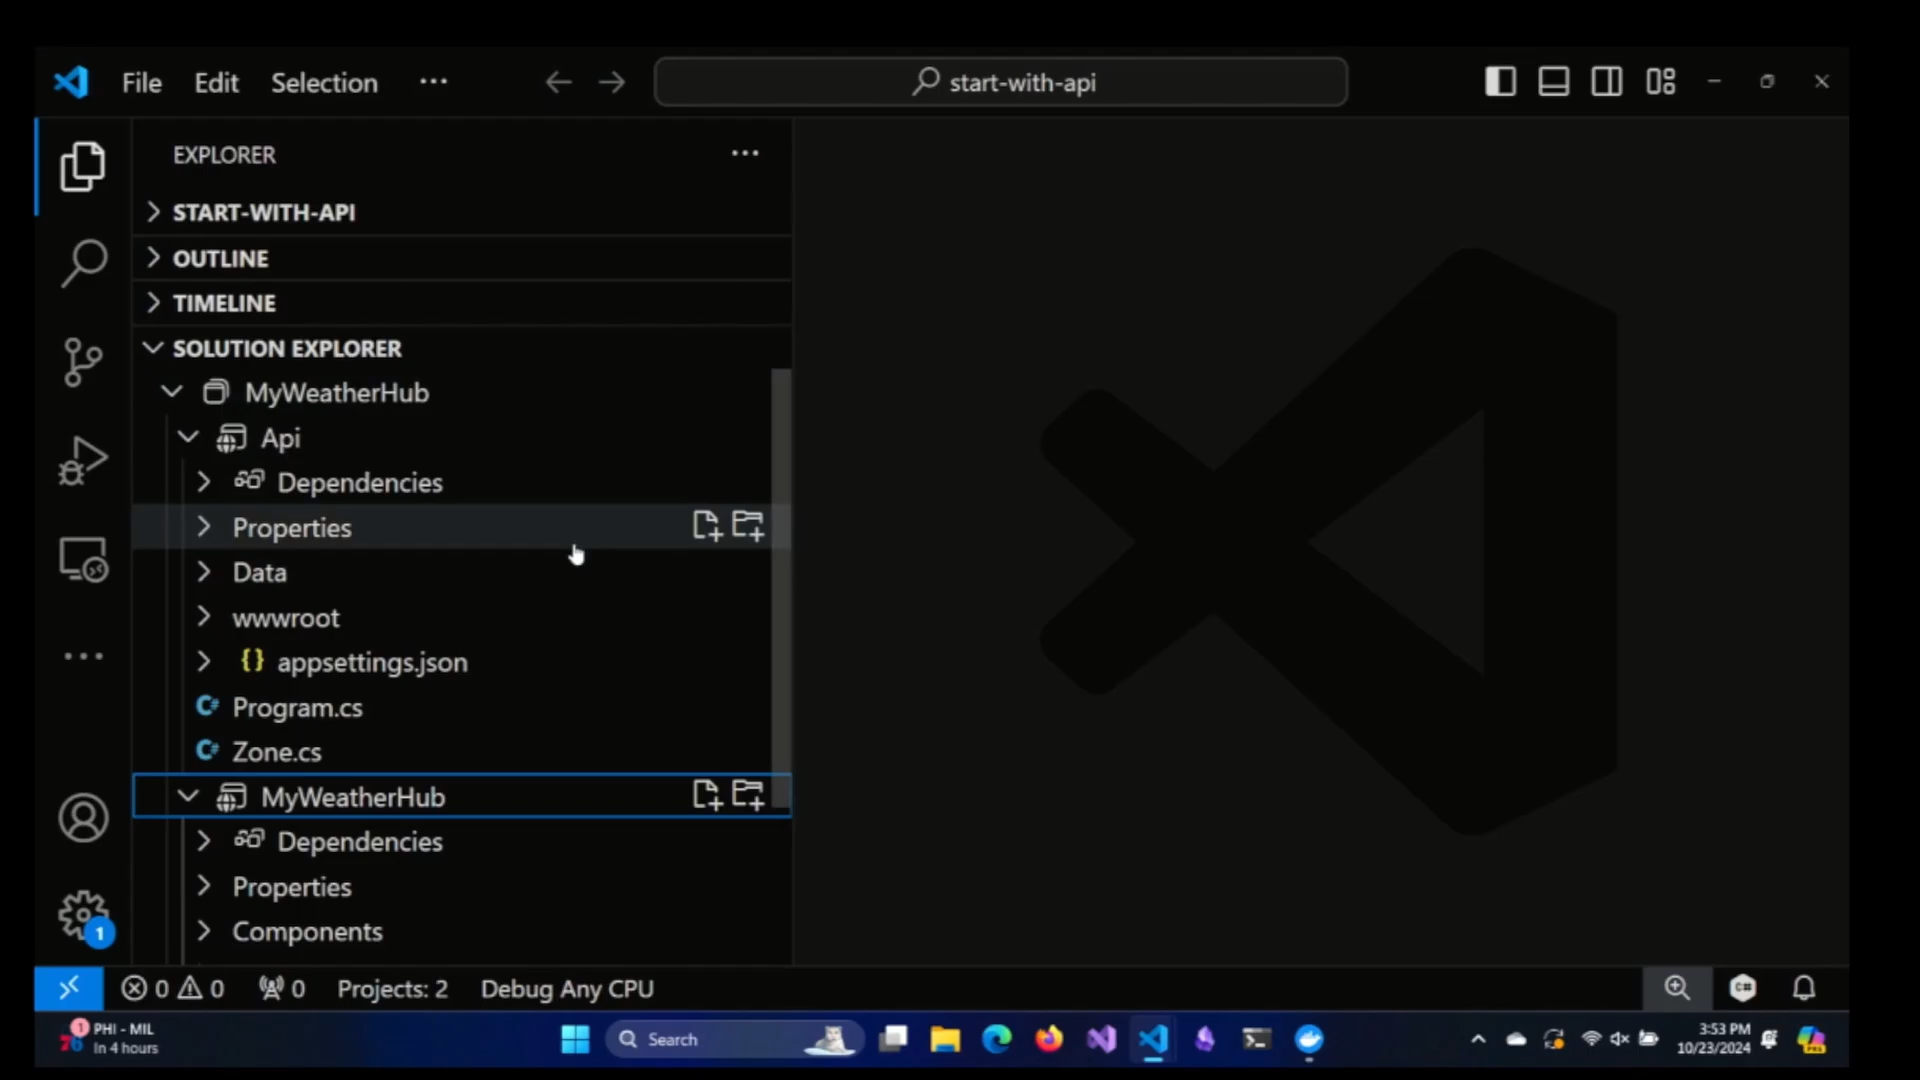 File Edit Selection ··· start-with-api
EXPLORER ···
START-WITH-API
OUTLINE
TIMELINE
SOLUTION EXPLORER
MyWeatherHub
Api
Dependencies
Properties
Data
wwwroot
{} appsettings.json
C# Program.cs
C# Zone.cs
MyWeatherHub
Dependencies
Properties
Components
1
0 0 0 Projects: 2 Debug Any CPU
C#
1 PHI - MIL
In 4 hours
Search
3:53 PM
10/23/2024